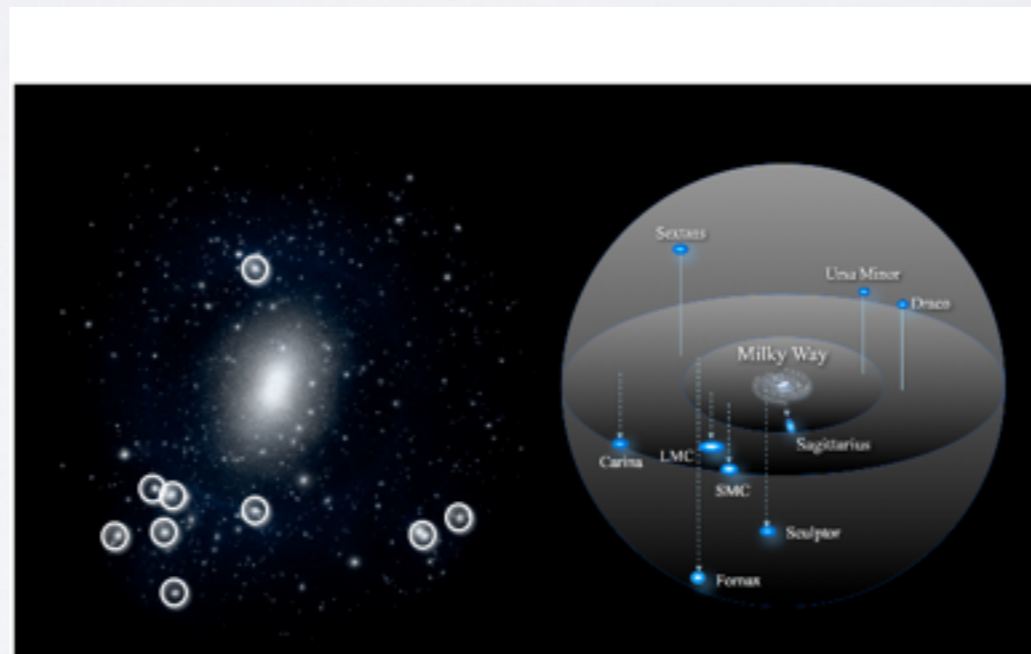 Sextans
Ursa Minor
Draco
Milky Way
Sagittarius
Carina
LMC
SMC
Sculptor
Fornax